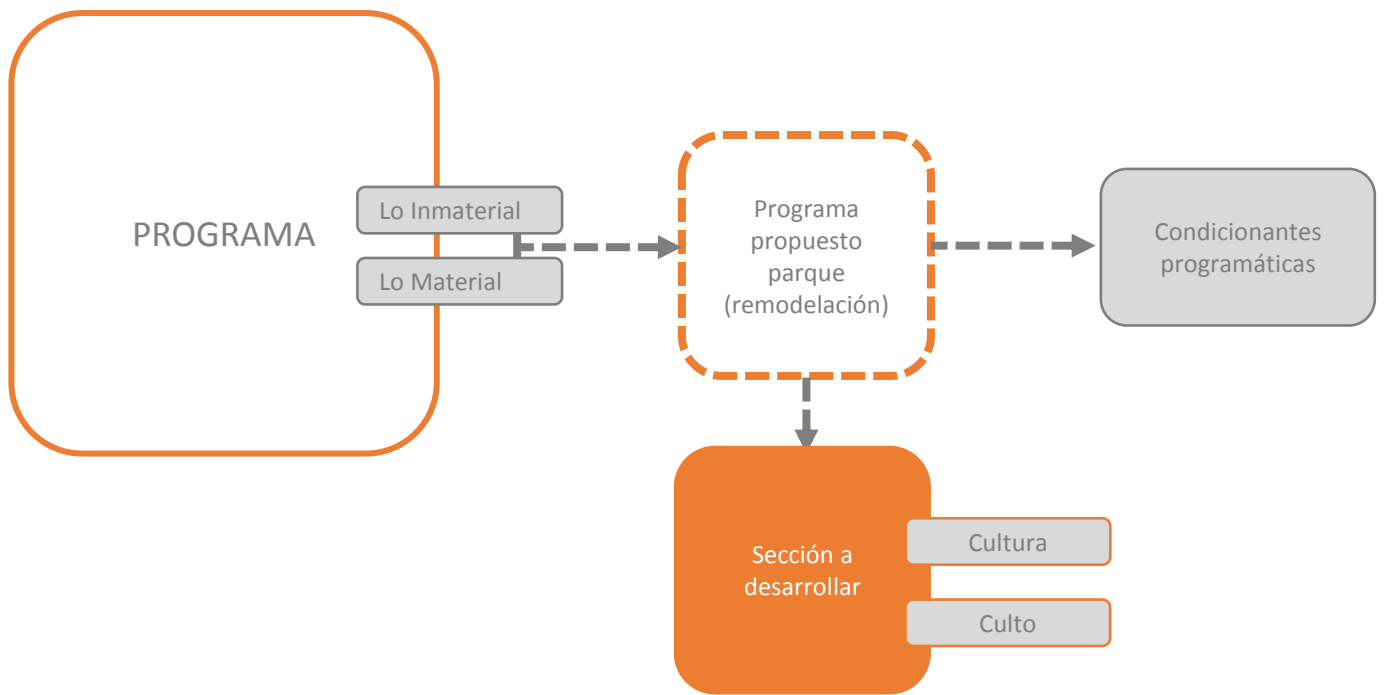 PROGRAMA
Lo Inmaterial
Lo Material
Programa
propuesto
parque
(remodelación)
Condicionantes
programáticas
Sección a
desarrollar
Cultura
Culto